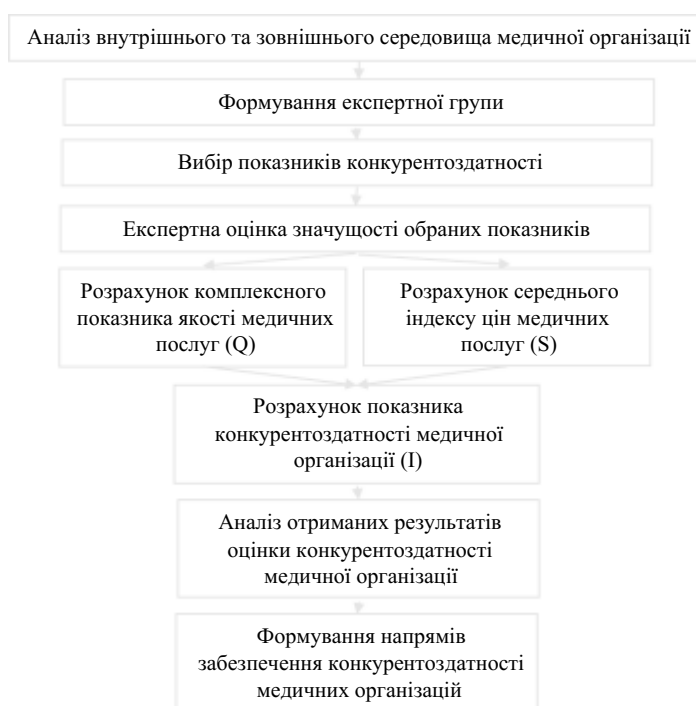 Аналіз внутрішнього та зовнішнього середовища медичної організації
Формування експертної групи
Вибір показників конкурентоздатності
Експертна оцінка значущості обраних показників
Розрахунок комплексного
показника якості медичних
послуг (Q)
Розрахунок середнього
індексу цін медичних
послуг (S)
Розрахунок показника
конкурентоздатності медичної
організації (I)
Аналіз отриманих результатів
оцінки конкурентоздатності
медичної організації
Формування напрямів
забезпечення конкурентоздатності
медичних організацій